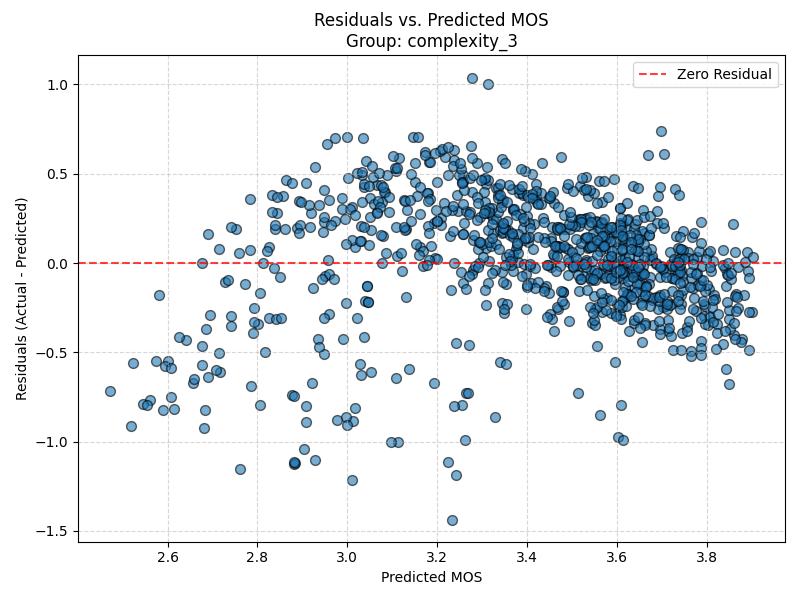 Residuals vs. Predicted MOS
Group: complexity_3
Zero Residual
Residuals (Actual - Predicted)
1.0
0.5
0.0
−0.5
−1.0
−1.5
2.6 2.8 3.0 3.2 3.4 3.6 3.8
Predicted MOS